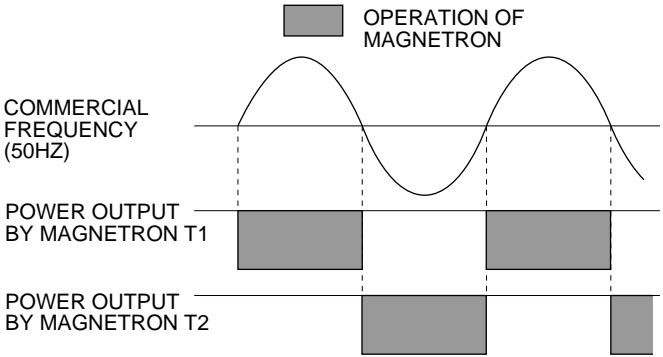 OPERATION OF
MAGNETRON
COMMERCIAL
FREQUENCY
(50HZ)
POWER OUTPUT
BY MAGNETRON T1
POWER OUTPUT
BY MAGNETRON T2